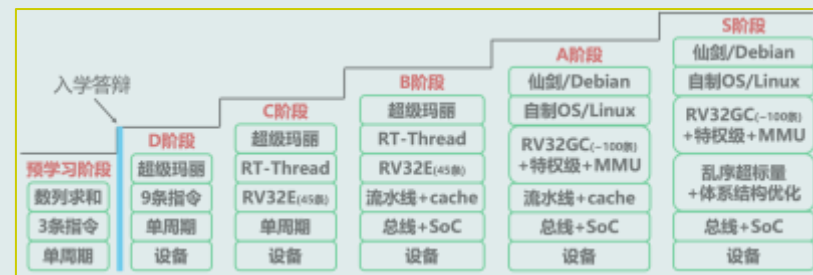 入学答辩
预学习阶段
数列求和
3条指令
单周期
D阶段
超级玛丽
9条指令
单周期
设备
C阶段
超级玛丽
RT-Thread
RV32E(45条)
单周期
设备
B阶段
超级玛丽
RT-Thread
RV32E(45条)
流水线+cache
总线+SoC
设备
A阶段
仙剑/Debian
自制OS/Linux
RV32GC(~100条)
+特权级+MMU
流水线+cache
总线+SoC
设备
S阶段
仙剑/Debian
自制OS/Linux
RV32GC(~100条)
+特权级+MMU
乱序超标量
+体系结构优化
总线+SoC
设备